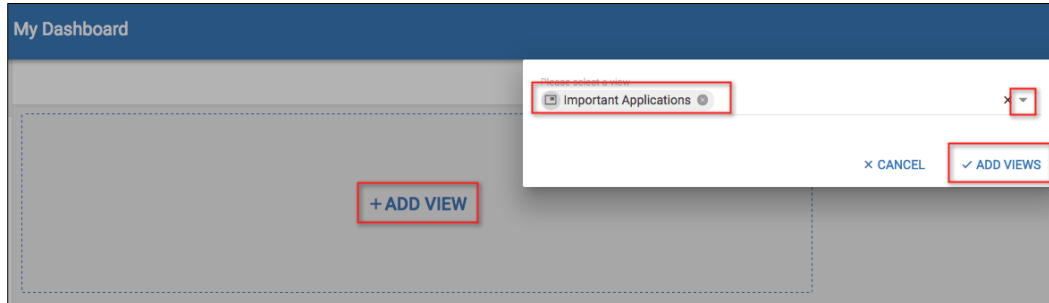 My Dashboard
Please select a view
Important Applications
+ ADD VIEW
× CANCEL
✓ ADD VIEWS